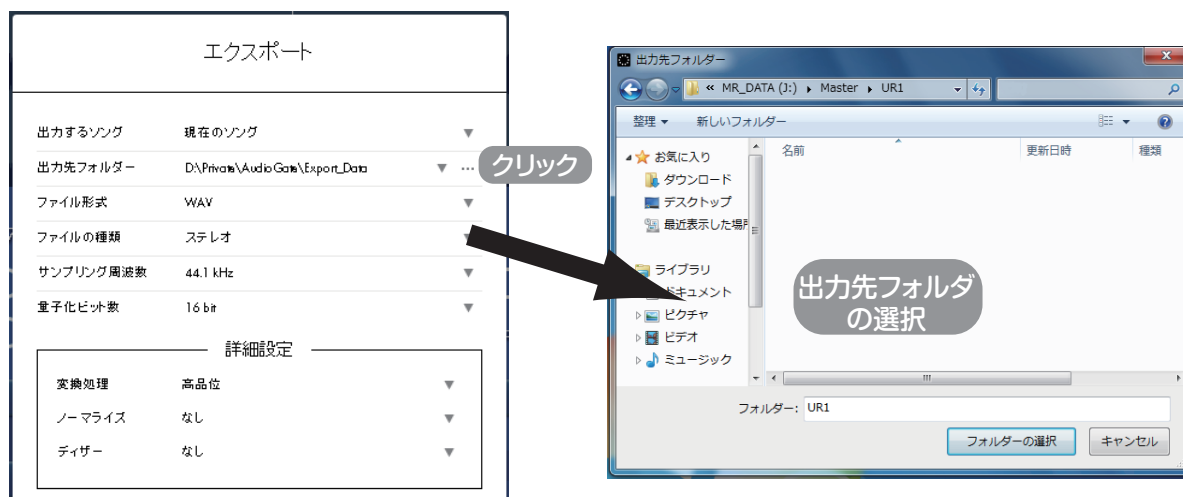 エクスポート
出力するソング 現在のソング
出力先フォルダー D:\Private\AudioGate\Export_Data ...
ファイル形式 WAV
ファイルの種類 ステレオ
サンプリング周波数 44.1 kHz
量子化ビット数 16 bit
詳細設定
変換処理 高品位
ノーマライズ なし
ディザー なし
クリック
出力先フォルダー
« MR_DATA (J:) ▸ Master ▸ UR1
整理 新しいフォルダー
お気に入り
ダウンロード
デスクトップ
最近表示した場所
ライブラリ
ドキュメント
ピクチャ
ビデオ
ミュージック
名前 更新日時 種類
出力先フォルダ
の選択
フォルダー: UR1
フォルダーの選択 キャンセル